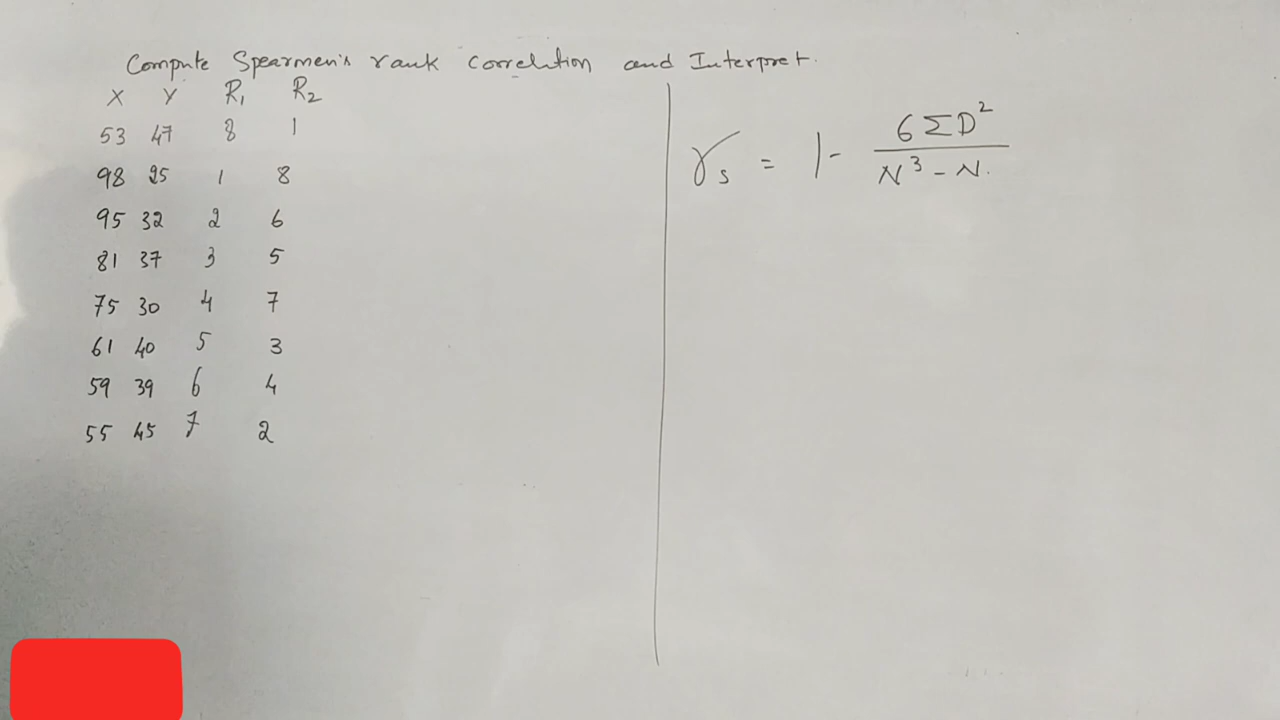 Compute Spearmen's rank correlation and Interpret.
X Y R1 R2
53 47 8 1
98 25 1 8
95 32 2 6
81 37 3 5
75 30 4 7
61 40 5 3
59 39 6 4
55 45 7 2
rs = 1 - 6ΣD² / N³ - N.